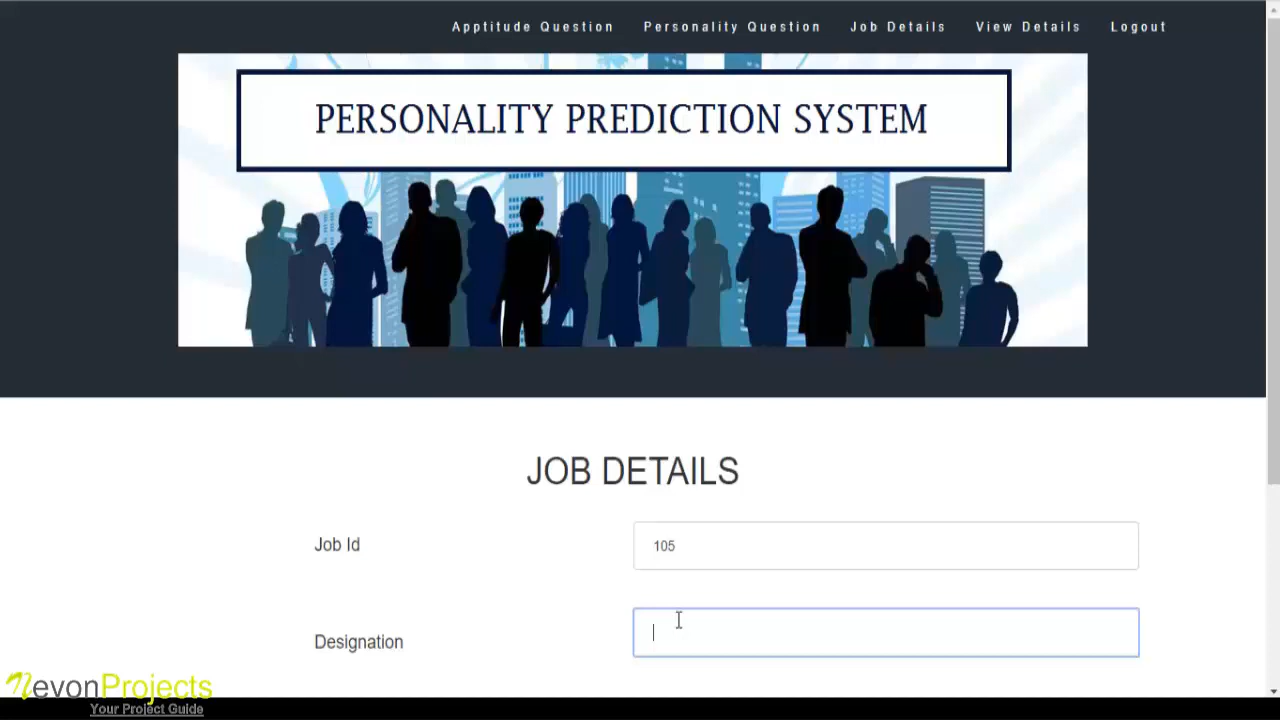 Apptitude Question Personality Question Job Details View Details Logout
PERSONALITY PREDICTION SYSTEM
JOB DETAILS
Job Id 105
Designation
NevonProjects
Your Project Guide